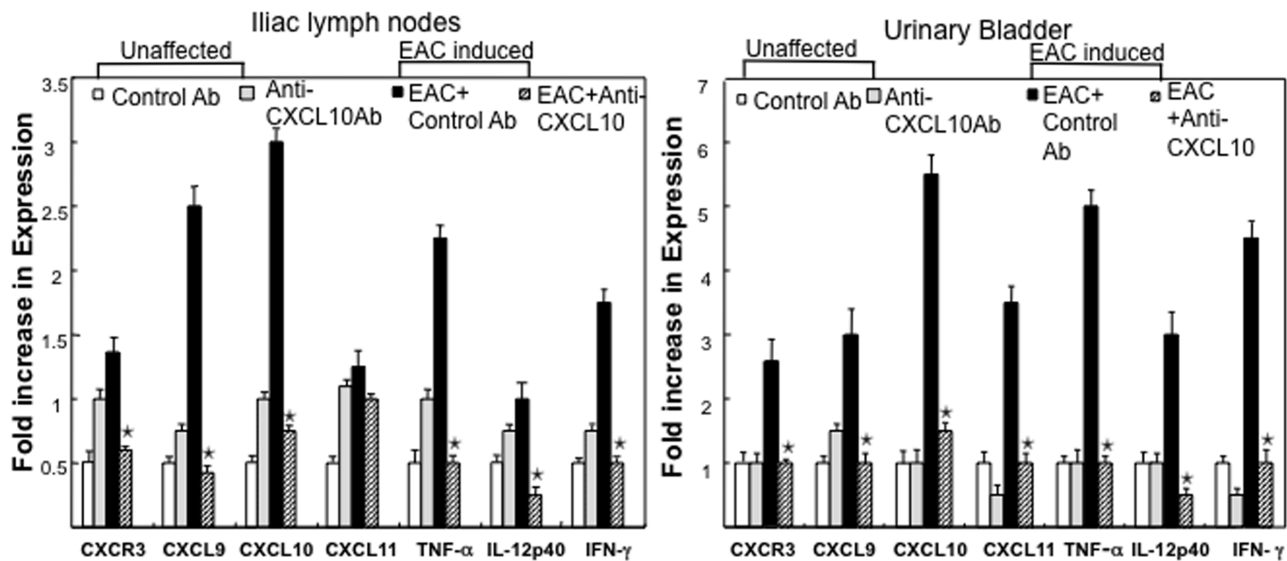 Iliac lymph nodes
Unaffected
EAC induced
Control Ab
Anti-
CXCL10Ab
EAC+
Control Ab
EAC+Anti-
CXCL10
Fold increase in Expression
3.5
3
2.5
2
1.5
1
0.5
★ ★ ★ ★ ★ ★
CXCR3 CXCL9 CXCL10 CXCL11 TNF-α IL-12p40 IFN-γ
Urinary Bladder
Unaffected
EAC induced
Control Ab
Anti-
CXCL10Ab
EAC+
Control
Ab
EAC
+Anti-
CXCL10
Fold increase in Expression
7
6
5
4
3
2
1
★ ★ ★ ★ ★ ★ ★
CXCR3 CXCL9 CXCL10 CXCL11 TNF-α IL-12p40 IFN- γ